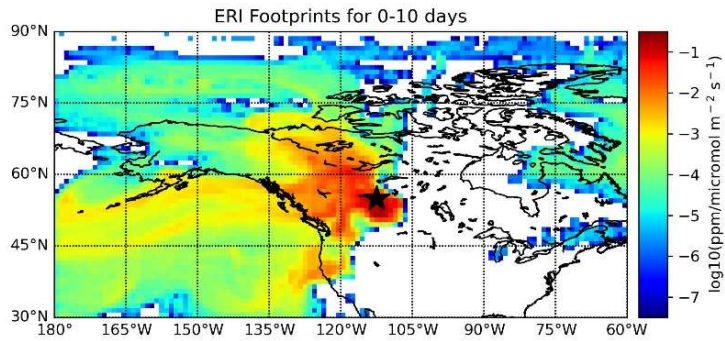 ERI Footprints for 0-10 days
90°N
75°N
60°N
45°N
30°N
180° 165°W 150°W 135°W 120°W 105°W 90°W 75°W 60°W
−1
−2
−3
−4
−5
−6
−7
log10(ppm/micromol m⁻² s⁻¹)